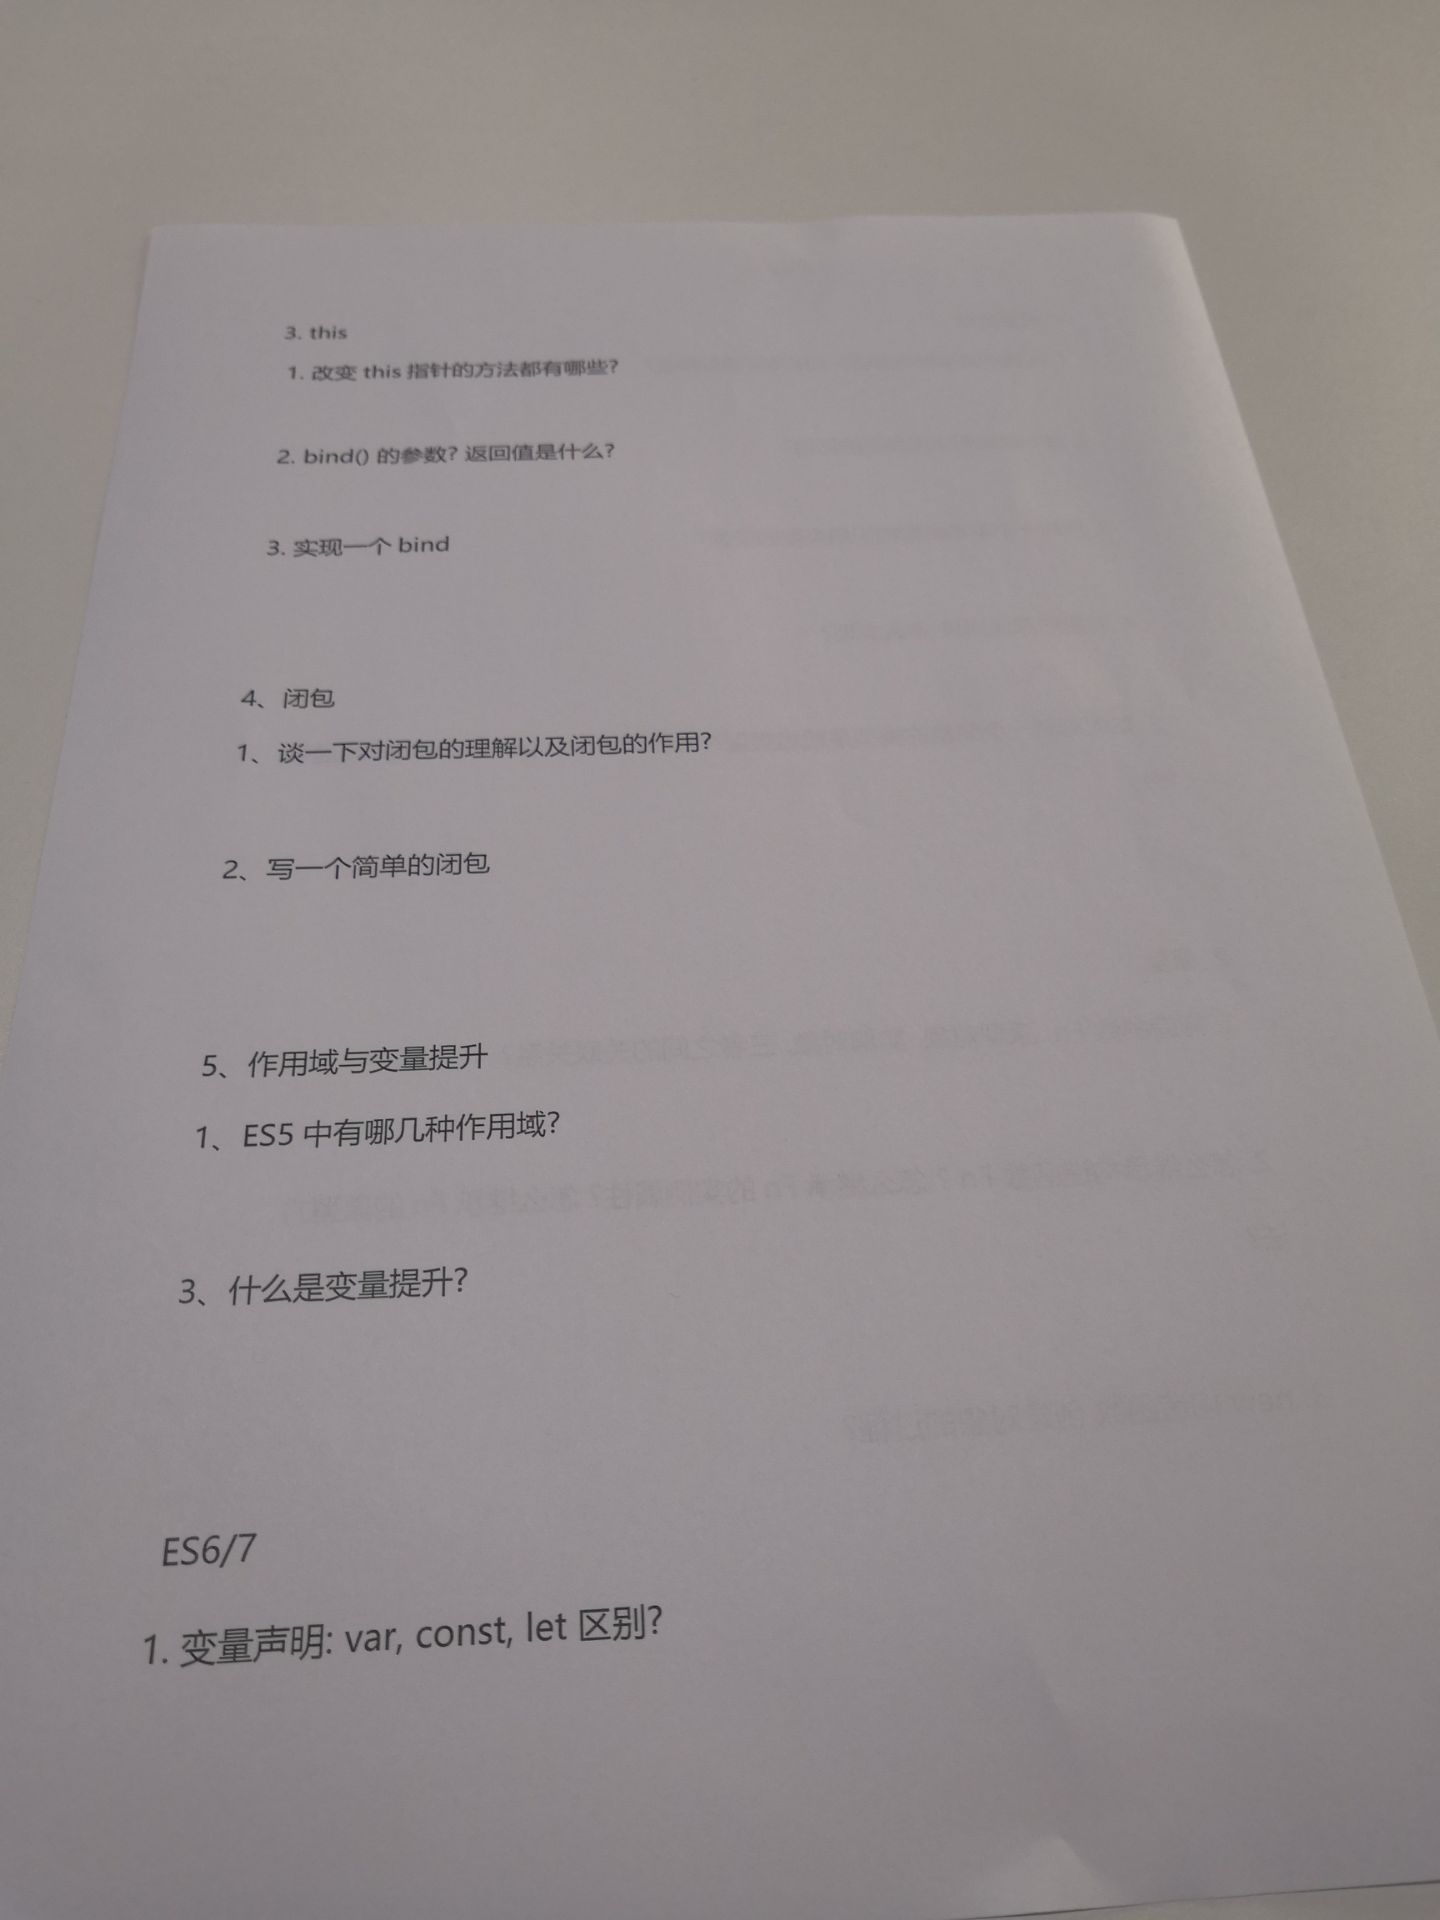 3. this
1. 改变 this 指针的方法都有哪些?
2. bind() 的参数? 返回值是什么?
3. 实现一个 bind
4、闭包
1、谈一下对闭包的理解以及闭包的作用?
2、写一个简单的闭包
5、作用域与变量提升
1、ES5 中有哪几种作用域?
3、什么是变量提升?
ES6/7
1. 变量声明: var, const, let 区别?